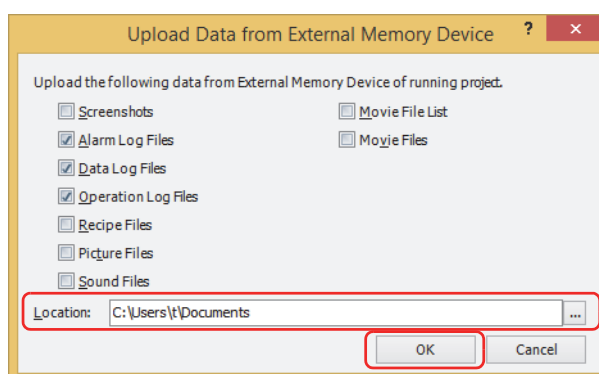 Upload Data from External Memory Device ? ×
Upload the following data from External Memory Device of running project.
Screenshots
Movie File List
Alarm Log Files
Movie Files
Data Log Files
Operation Log Files
Recipe Files
Picture Files
Sound Files
Location: C:\Users\t\Documents ...
OK Cancel